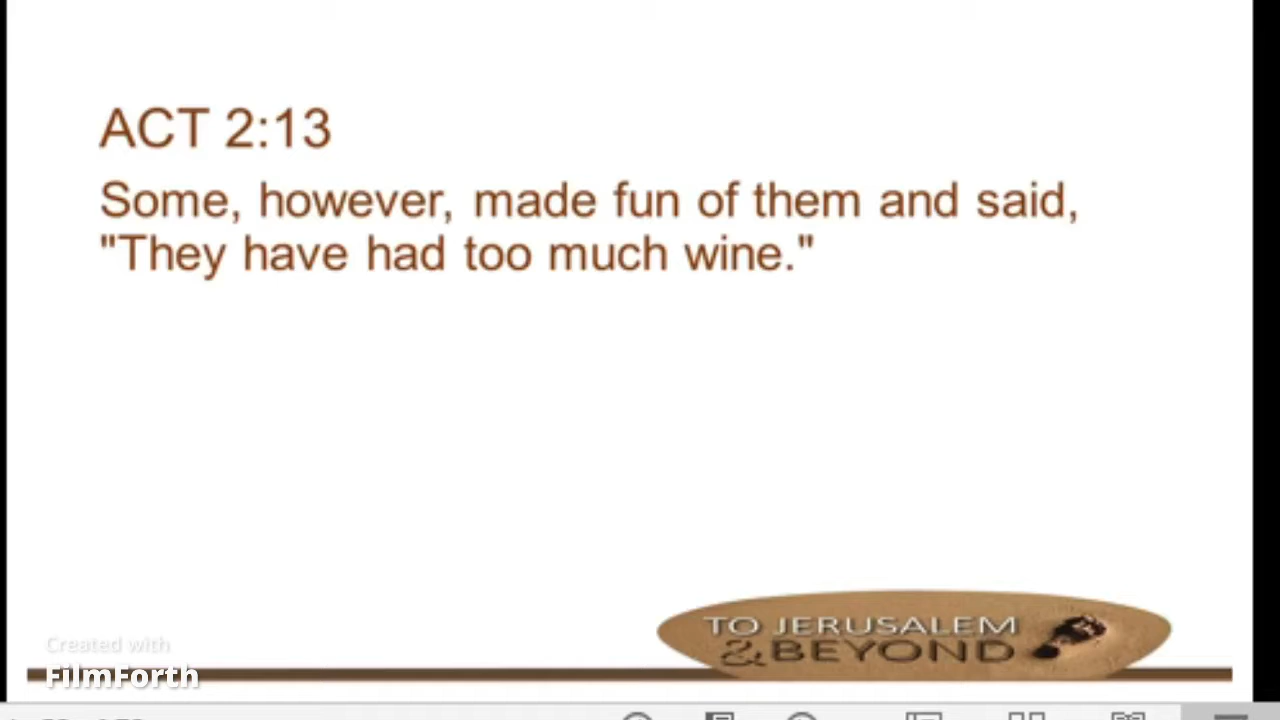 ACT 2:13
Some, however, made fun of them and said,
"They have had too much wine."
TO JERUSALEM
& BEYOND
Created with
FilmForth